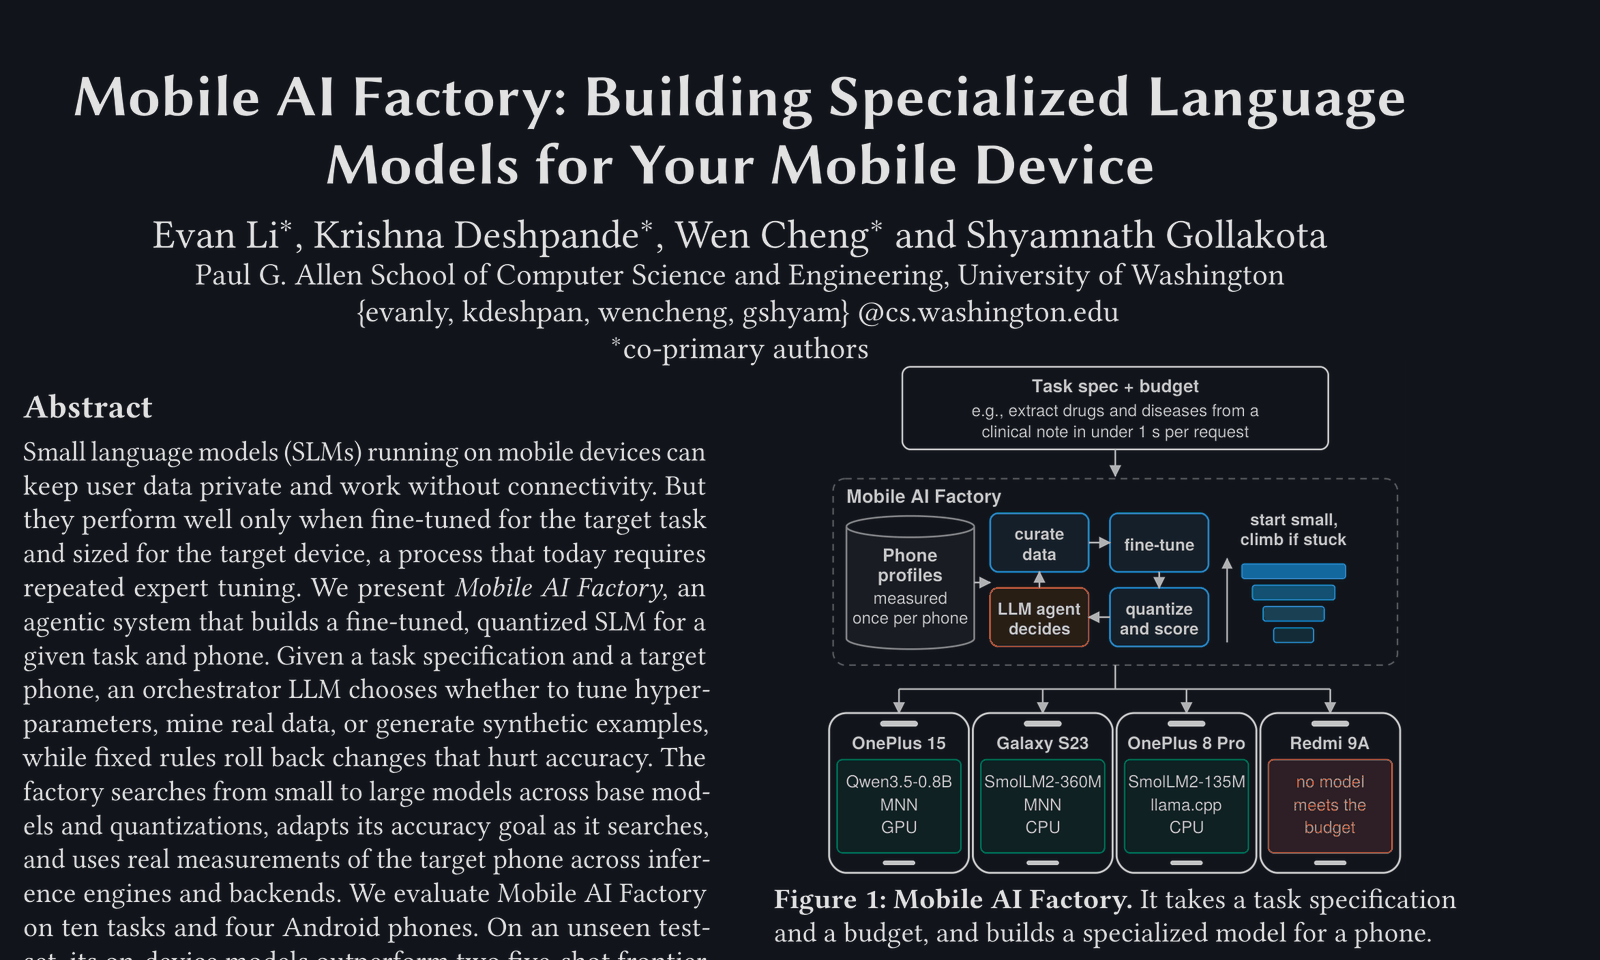 Mobile AI Factory: Building Specialized Language
Models for Your Mobile Device
Evan Li*, Krishna Deshpande*, Wen Cheng* and Shyamnath Gollakota
Paul G. Allen School of Computer Science and Engineering, University of Washington
{evanly, kdeshpan, wencheng, gshyam} @cs.washington.edu
*co-primary authors
Abstract
Small language models (SLMs) running on mobile devices can
keep user data private and work without connectivity. But
they perform well only when fine-tuned for the target task
and sized for the target device, a process that today requires
repeated expert tuning. We present Mobile AI Factory, an
agentic system that builds a fine-tuned, quantized SLM for a
given task and phone. Given a task specification and a target
phone, an orchestrator LLM chooses whether to tune hyper-
parameters, mine real data, or generate synthetic examples,
while fixed rules roll back changes that hurt accuracy. The
factory searches from small to large models across base mod-
els and quantizations, adapts its accuracy goal as it searches,
and uses real measurements of the target phone across infer-
ence engines and backends. We evaluate Mobile AI Factory
on ten tasks and four Android phones. On an unseen test-
set, its on-device models outperform two five-shot frontier
Task spec + budget
e.g., extract drugs and diseases from a
clinical note in under 1 s per request
Mobile AI Factory
Phone
profiles
measured
once per phone
curate
data
fine-tune
LLM agent
decides
quantize
and score
start small,
climb if stuck
OnePlus 15
Qwen3.5-0.8B
MNN
GPU
Galaxy S23
SmolLM2-360M
MNN
CPU
OnePlus 8 Pro
SmolLM2-135M
llama.cpp
CPU
Redmi 9A
no model
meets the
budget
Figure 1: Mobile AI Factory. It takes a task specification
and a budget, and builds a specialized model for a phone.